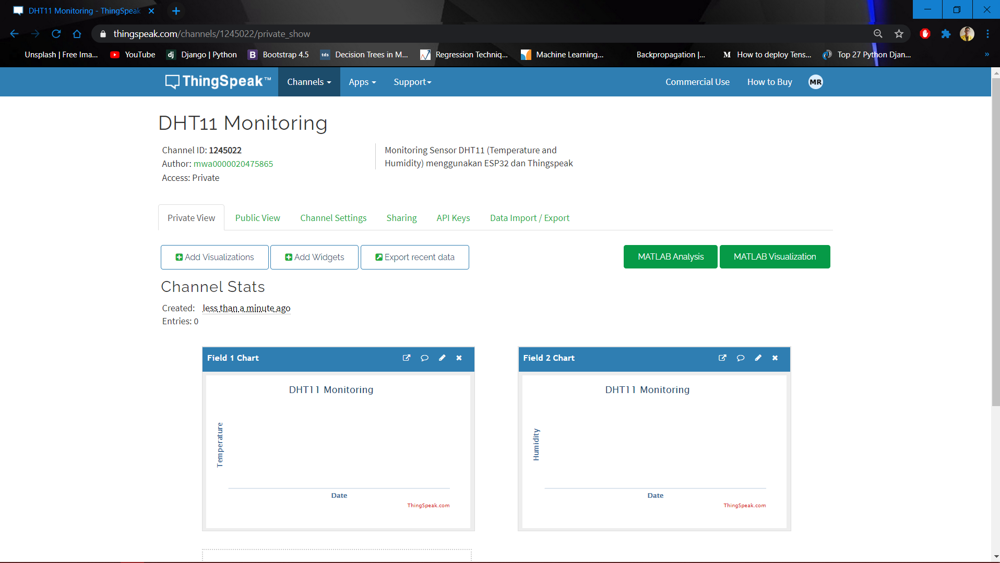 DHT11 Monitoring - ThingSpeak
thingspeak.com/channels/1245022/private_show
Unsplash | Free Ima... YouTube Django | Python Bootstrap 4.5 Decision Trees in M... Regression Techniq... Machine Learning... Backpropagation |... How to deploy Tens... Top 27 Python Djan... »
ThingSpeak™ Channels Apps Support Commercial Use How to Buy MR
DHT11 Monitoring
Channel ID: 1245022
Author: mwa0000020475865
Access: Private
Monitoring Sensor DHT11 (Temperature and
Humidity) menggunakan ESP32 dan Thingspeak
Private View Public View Channel Settings Sharing API Keys Data Import / Export
Add Visualizations Add Widgets Export recent data MATLAB Analysis MATLAB Visualization
Channel Stats
Created: less than a minute ago
Entries: 0
Field 1 Chart
DHT11 Monitoring
Temperature
Date
ThingSpeak.com
Field 2 Chart
DHT11 Monitoring
Humidity
Date
ThingSpeak.com